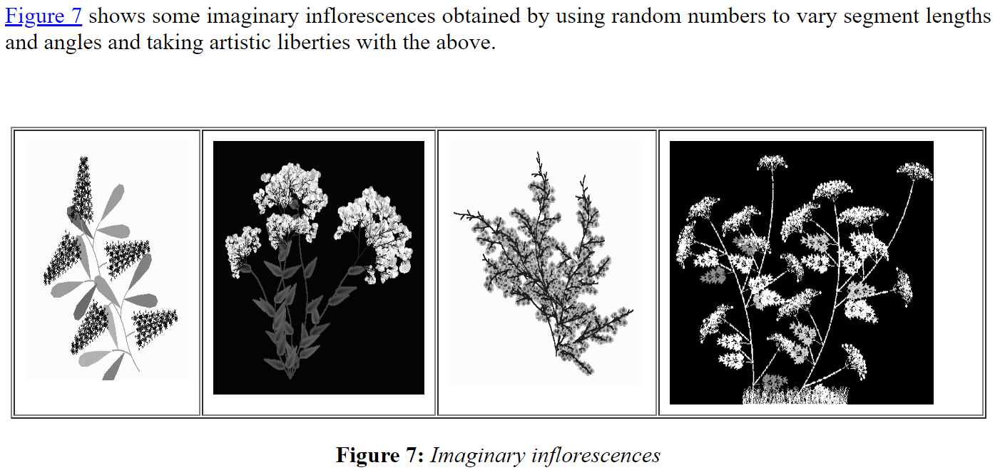 Figure 7 shows some imaginary inflorescences obtained by using random numbers to vary segment lengths
and angles and taking artistic liberties with the above.
Figure 7: Imaginary inflorescences